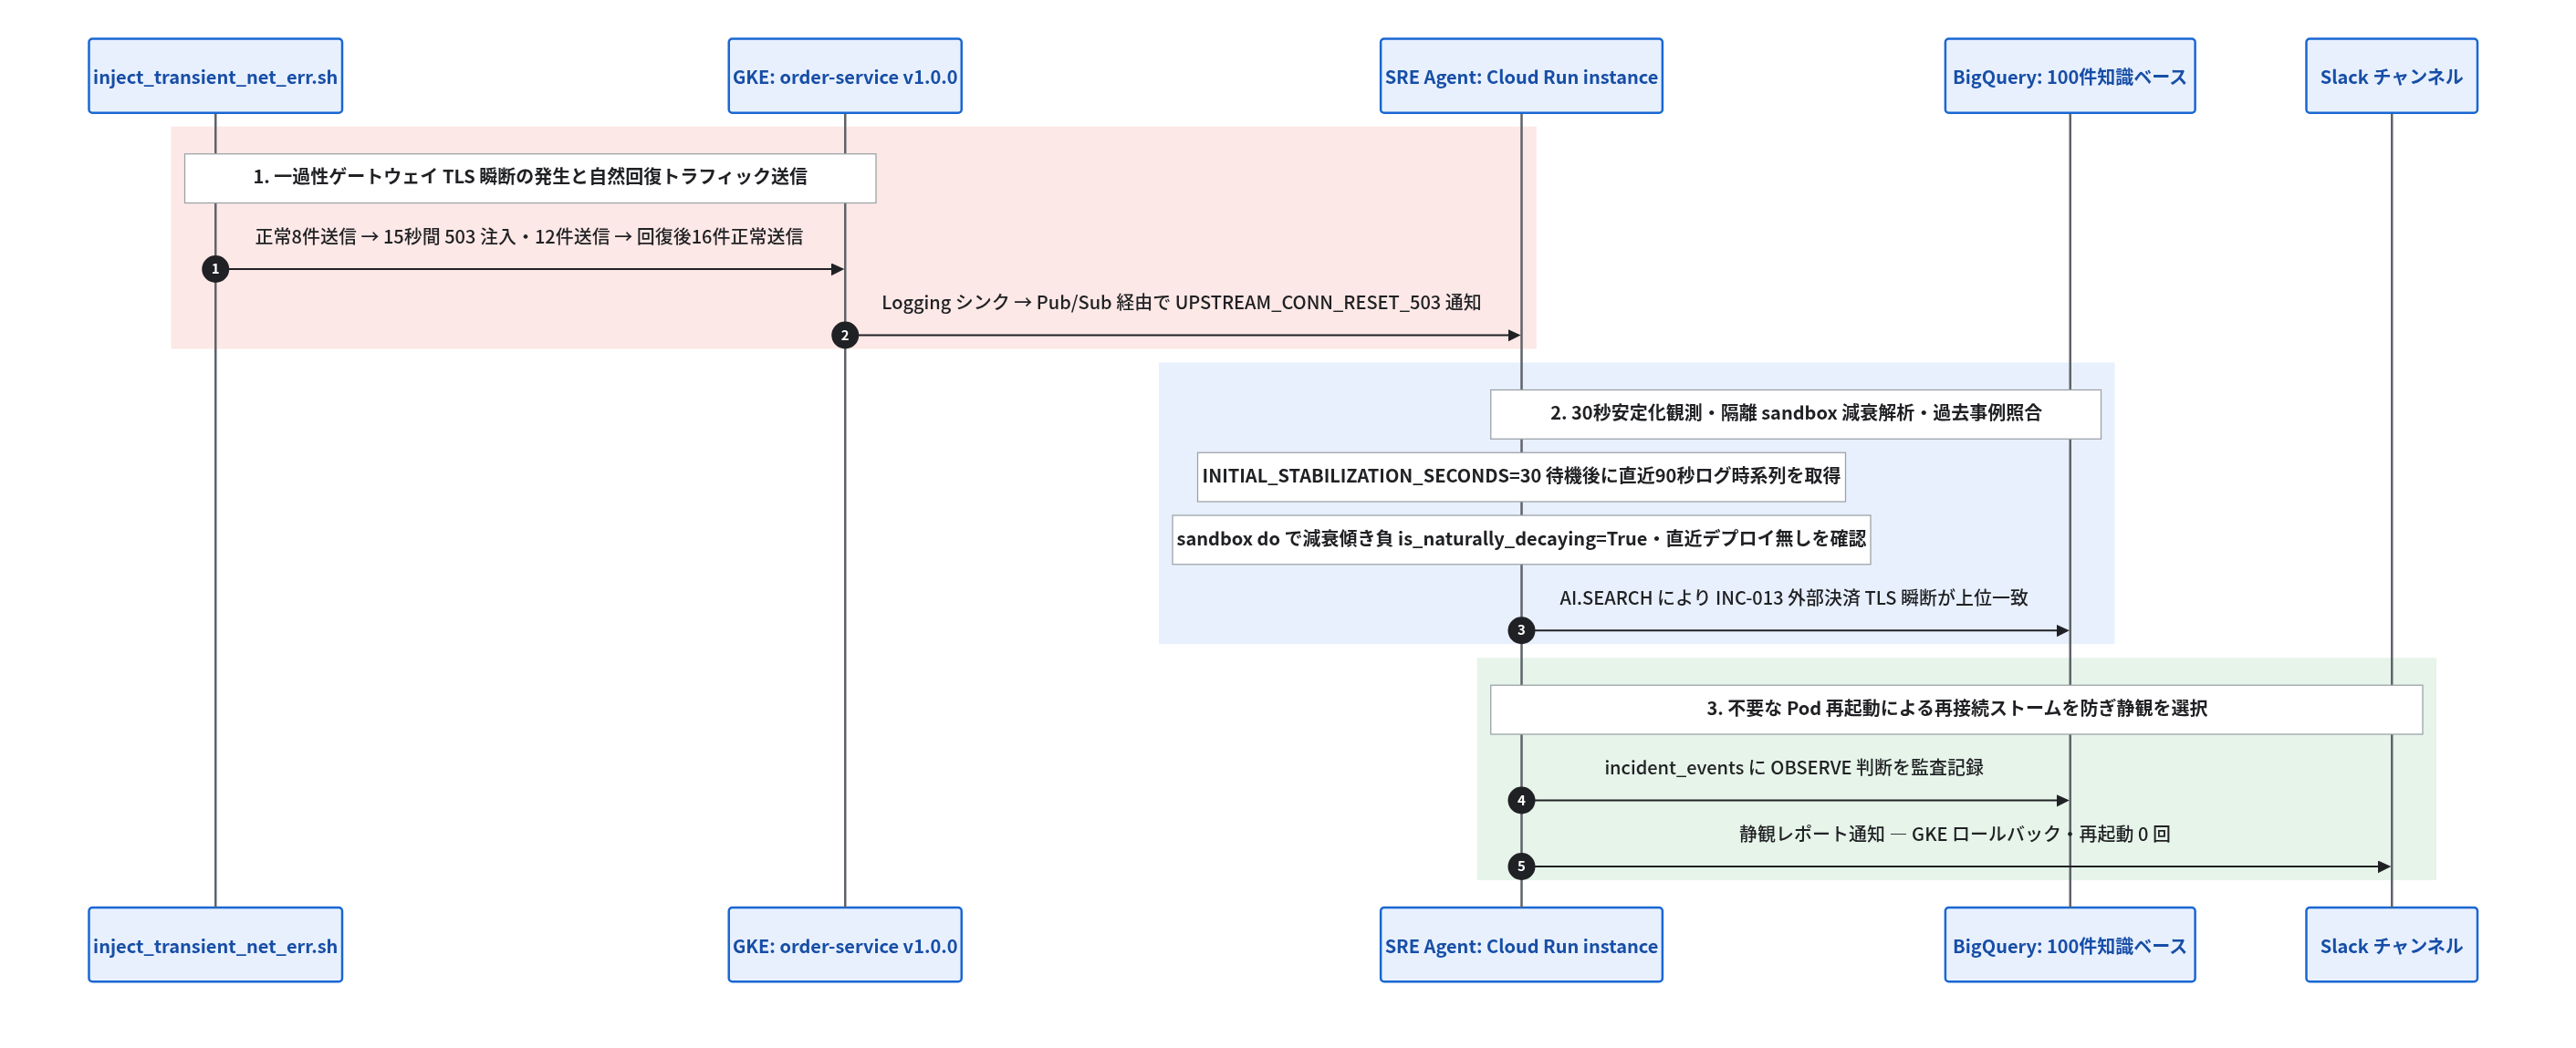 inject_transient_net_err.sh
GKE: order-service v1.0.0
SRE Agent: Cloud Run instance
BigQuery: 100件知識ベース
Slack チャンネル
1. 一過性ゲートウェイ TLS 瞬断の発生と自然回復トラフィック送信
正常8件送信 → 15秒間 503 注入・12件送信 → 回復後16件正常送信
1
Logging シンク → Pub/Sub 経由で UPSTREAM_CONN_RESET_503 通知
2
2. 30秒安定化観測・隔離 sandbox 減衰解析・過去事例照合
INITIAL_STABILIZATION_SECONDS=30 待機後に直近90秒ログ時系列を取得
sandbox do で減衰傾き負 is_naturally_decaying=True・直近デプロイ無しを確認
AI.SEARCH により INC-013 外部決済 TLS 瞬断が上位一致
3
3. 不要な Pod 再起動による再接続ストームを防ぎ静観を選択
incident_events に OBSERVE 判断を監査記録
4
静観レポート通知 — GKE ロールバック・再起動 0 回
5
inject_transient_net_err.sh
GKE: order-service v1.0.0
SRE Agent: Cloud Run instance
BigQuery: 100件知識ベース
Slack チャンネル